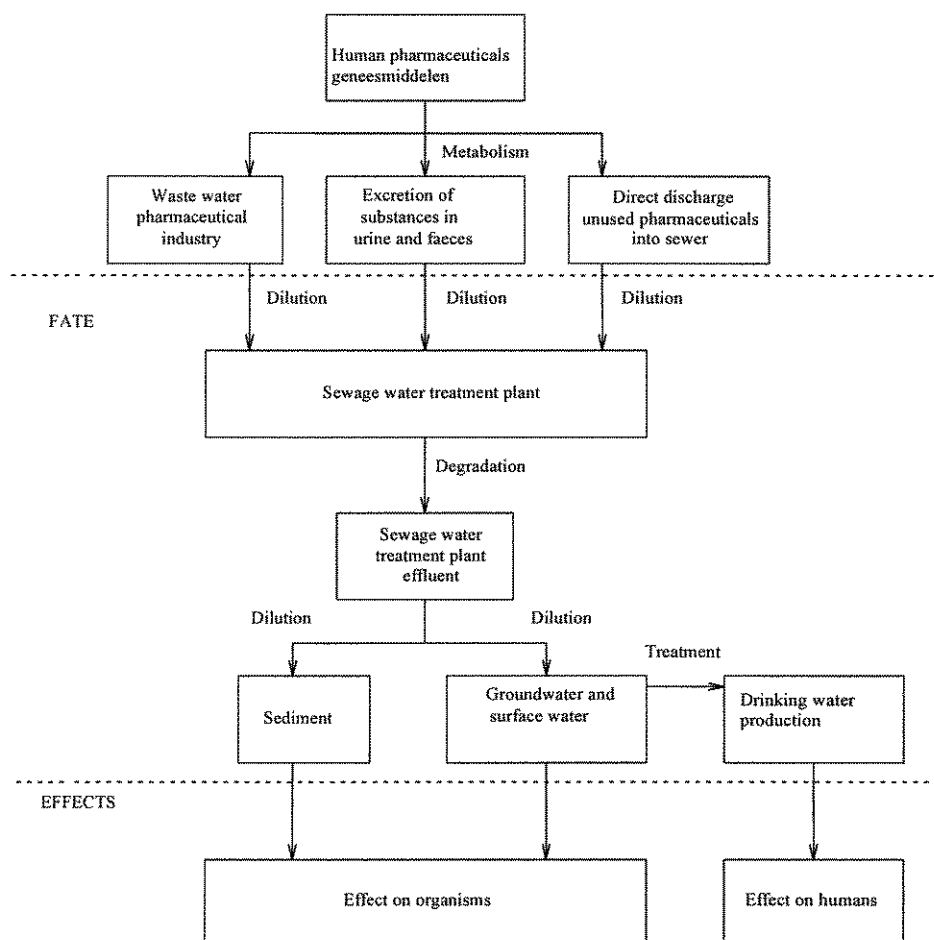 Human pharmaceuticals
geneesmiddelen
Metabolism
Waste water
pharmaceutical
industry
Excretion of
substances in
urine and faeces
Direct discharge
unused pharmaceuticals
into sewer
Dilution
Dilution
Dilution
FATE
Sewage water treatment plant
Degradation
Sewage water
treatment plant
effluent
Dilution
Dilution
Treatment
Sediment
Groundwater and
surface water
Drinking water
production
EFFECTS
Effect on organisms
Effect on humans